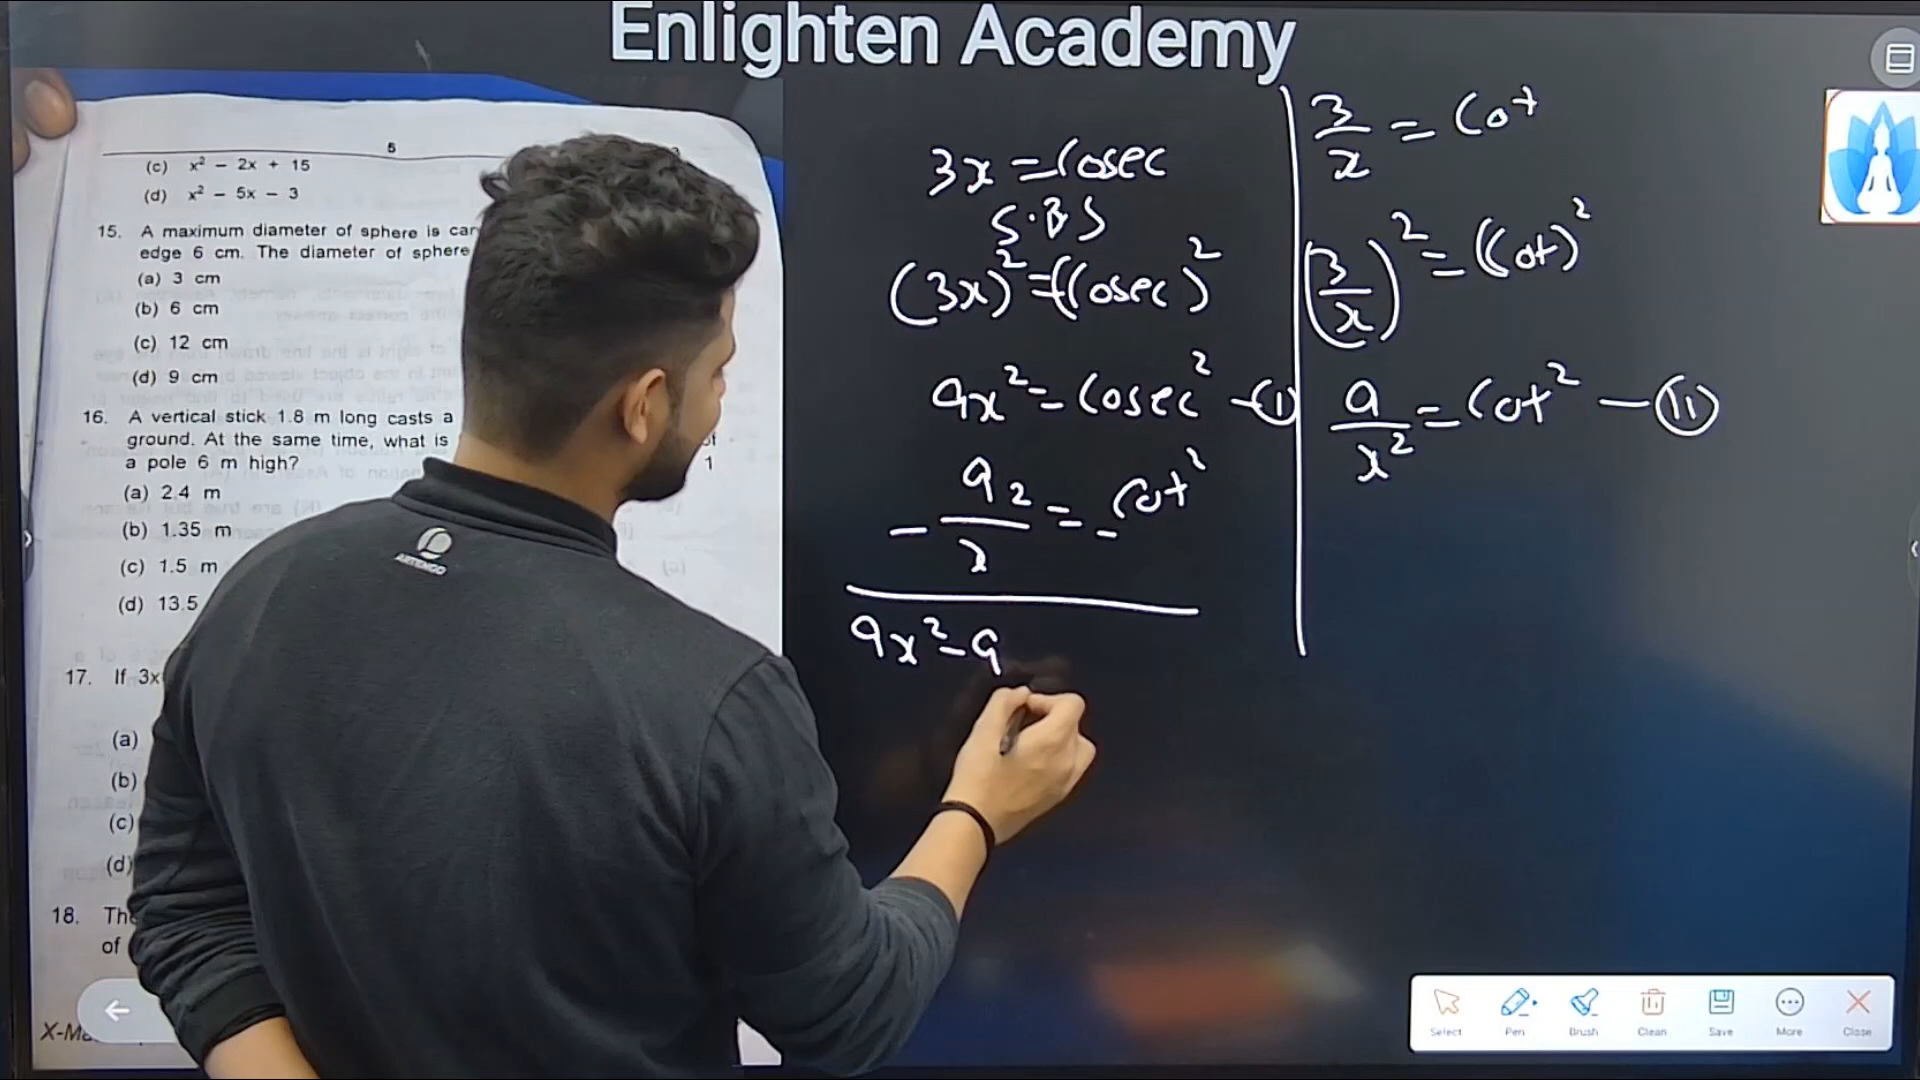 Enlighten Academy
5
(c) x² - 2x + 15
(d) x² - 5x - 3
15. A maximum diameter of sphere is
edge 6 cm. The diameter of sphere
(a) 3 cm
(b) 6 cm
(c) 12 cm
(d) 9 cm
16. A vertical stick 1.8 m long casts a
ground. At the same time, what is
a pole 6 m high?
1
(a) 2.4 m
(b) 1.35 m
(c) 1.5 m
(d) 13.5
17. If 3x
(a)
(b)
(c)
(d)
18.
of
3x = Cosec
S.B.S
(3x)² = (Cosec)²
9x² = Cosec² - (I)
- 9/x² = - Cot²
9x² - 9
3/x = Cot
(3/x)² = (Cot)²
9/x² = Cot² - (II)
ARTENGO
Select
Pen
Brush
Clean
Save
More
Close